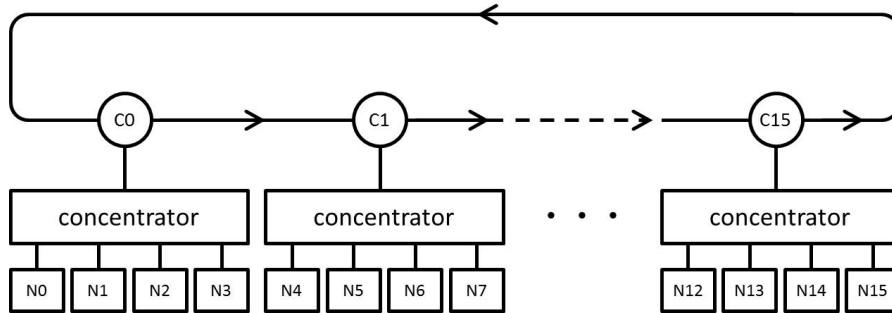 C0 C1 C15
concentrator concentrator . . . concentrator
N0 N1 N2 N3 N4 N5 N6 N7 N12 N13 N14 N15